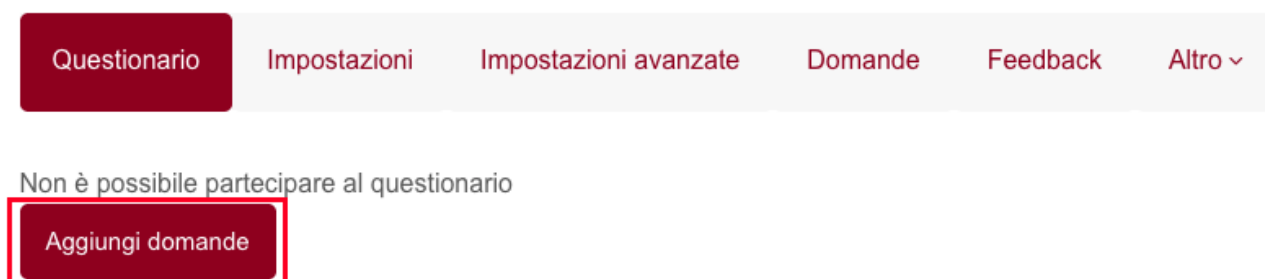 Questionario Impostazioni Impostazioni avanzate Domande Feedback Altro
Non è possibile partecipare al questionario
Aggiungi domande